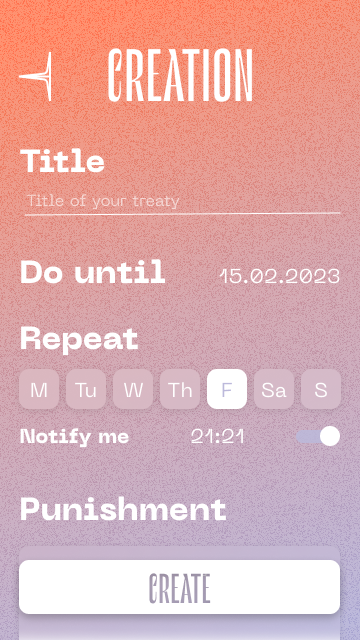 CREATION
Title
Title of your treaty
Do until 15.02.2023
Repeat
M Tu W Th F Sa S
Notify me 21:21
Punishment
CREATE